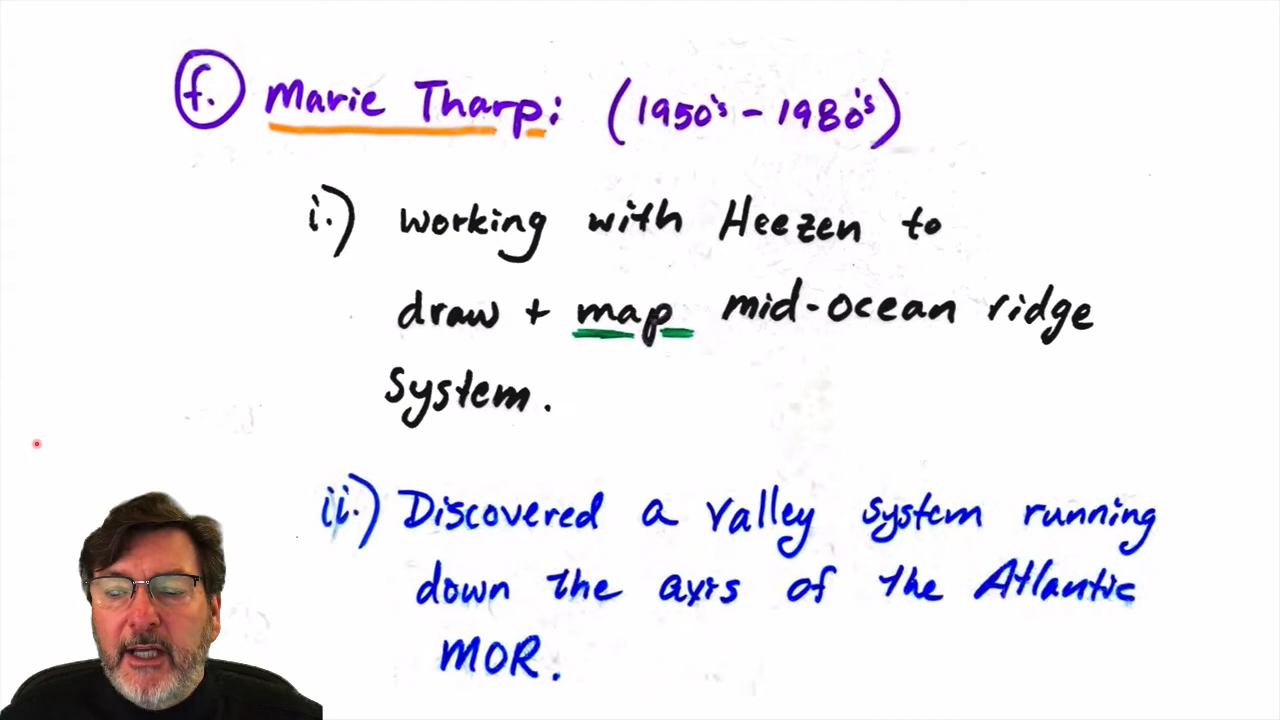 f. Marie Tharp: (1950's - 1980's)
i.) working with Heezen to
draw + map mid-ocean ridge
system.
ii.) Discovered a valley system running
down the axis of the Atlantic
MOR.